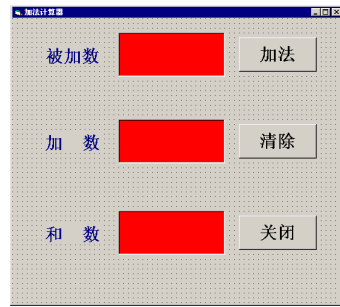 加法计算器
被加数 加法
加 数 清除
和 数 关闭